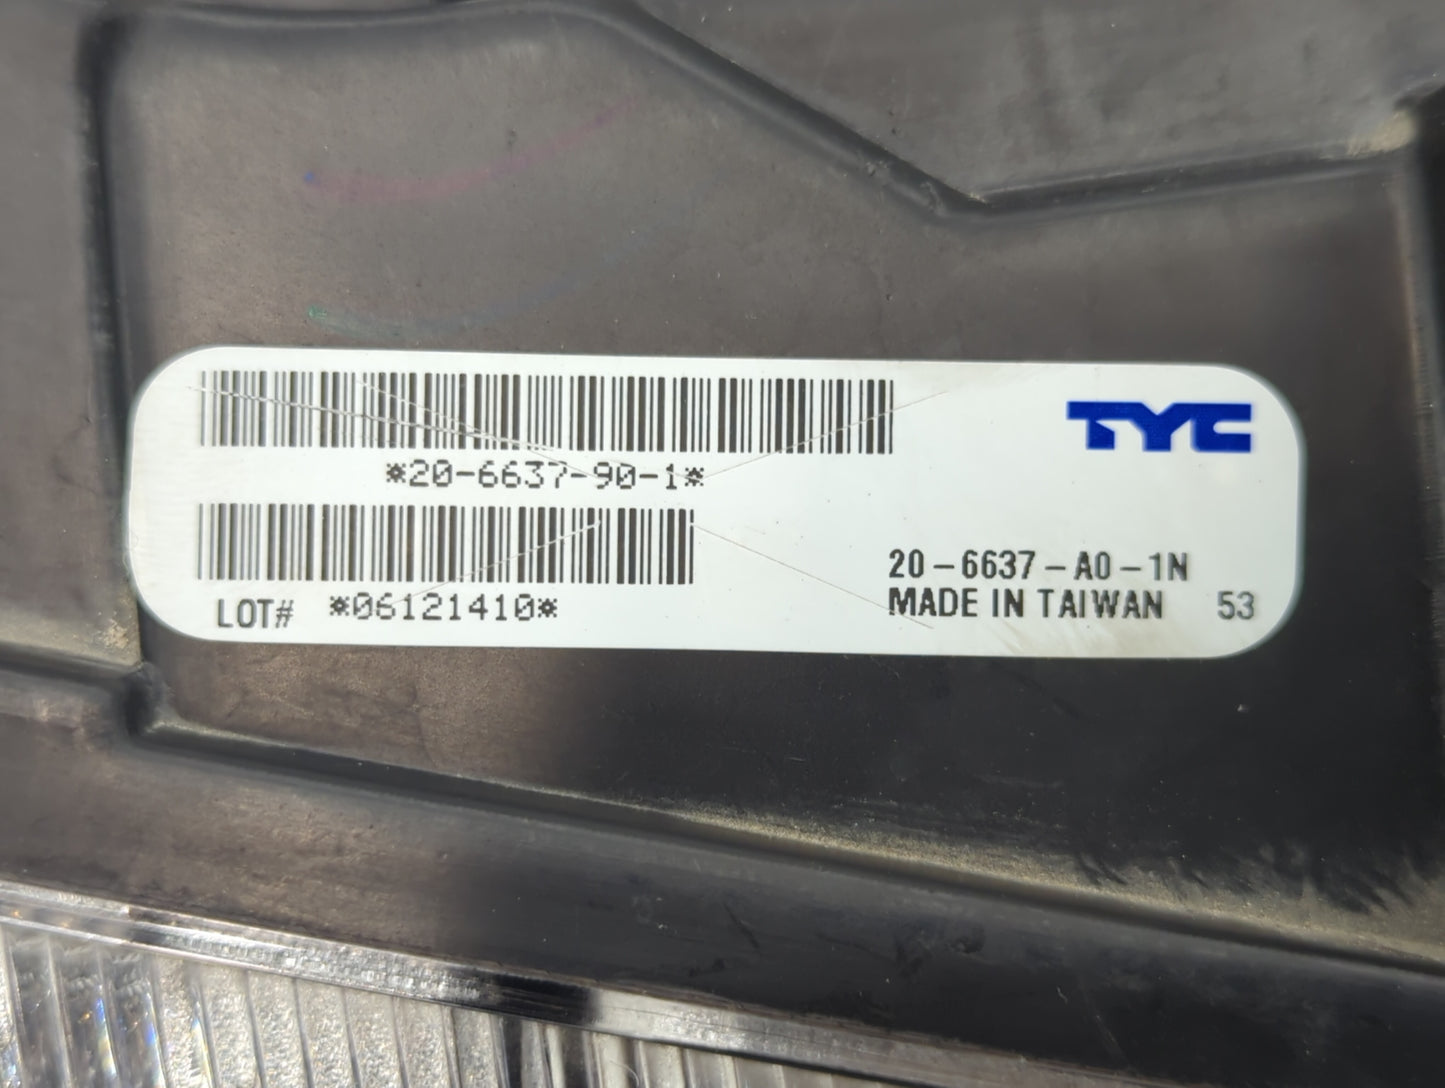 *20-6637-90-1*
TYC
LOT# *06121410*
20-6637-A0-1N
MADE IN TAIWAN 53